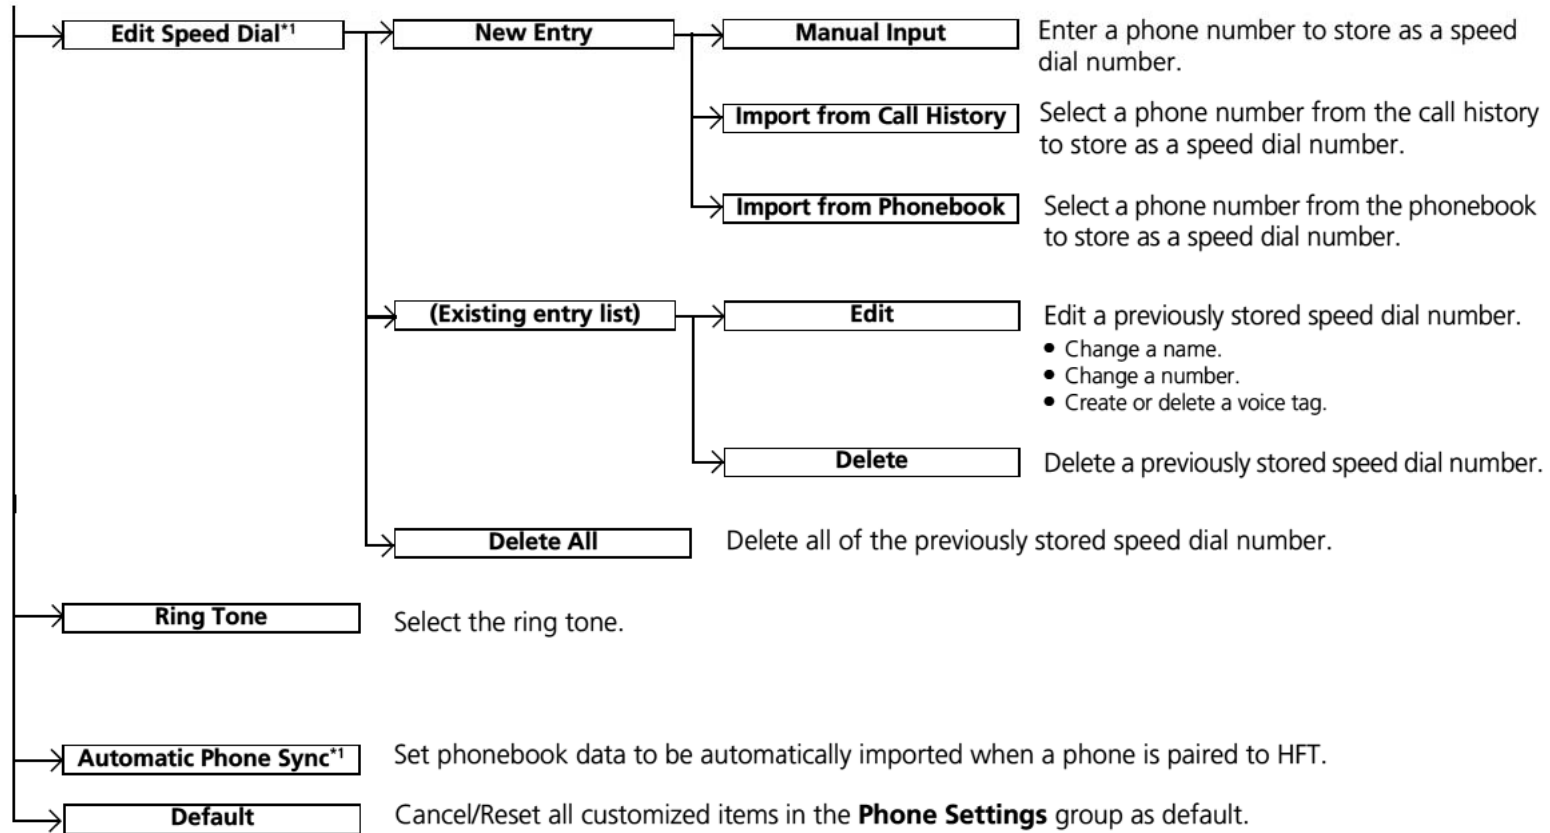 Edit Speed Dial*1
New Entry
Manual Input
Enter a phone number to store as a speed
dial number.
Import from Call History
Select a phone number from the call history
to store as a speed dial number.
Import from Phonebook
Select a phone number from the phonebook
to store as a speed dial number.
(Existing entry list)
Edit
Edit a previously stored speed dial number.
• Change a name.
• Change a number.
• Create or delete a voice tag.
Delete
Delete a previously stored speed dial number.
Delete All
Delete all of the previously stored speed dial number.
Ring Tone
Select the ring tone.
Automatic Phone Sync*1
Set phonebook data to be automatically imported when a phone is paired to HFT.
Default
Cancel/Reset all customized items in the Phone Settings group as default.